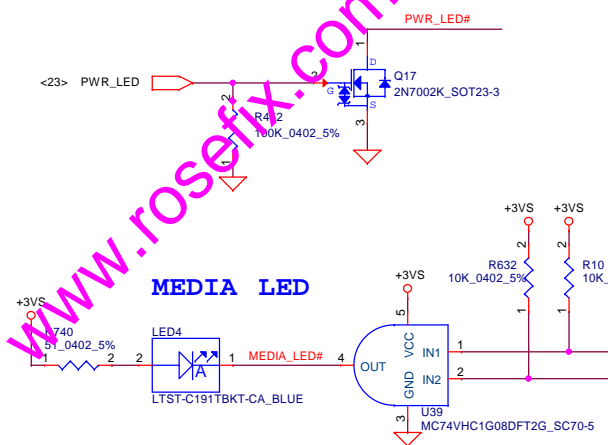 PWR_LED#
1
D
<23> PWR_LED
2
G
Q17
2N7002K_SOT23-3
S
3
2
100K_0402_5%
1
www.rosefix.com
+3VS
+3VS
2
2
R632
10K_0402_5%
R10
10K_
1
1
MEDIA LED
+3VS
+3VS
5
R740
51_0402_5%
1
2
LED4
2
A
1
MEDIA_LED#
4
OUT
VCC
GND
IN1
1
IN2
2
LTST-C191TBKT-CA_BLUE
3
U39
MC74VHC1G08DFT2G_SC70-5